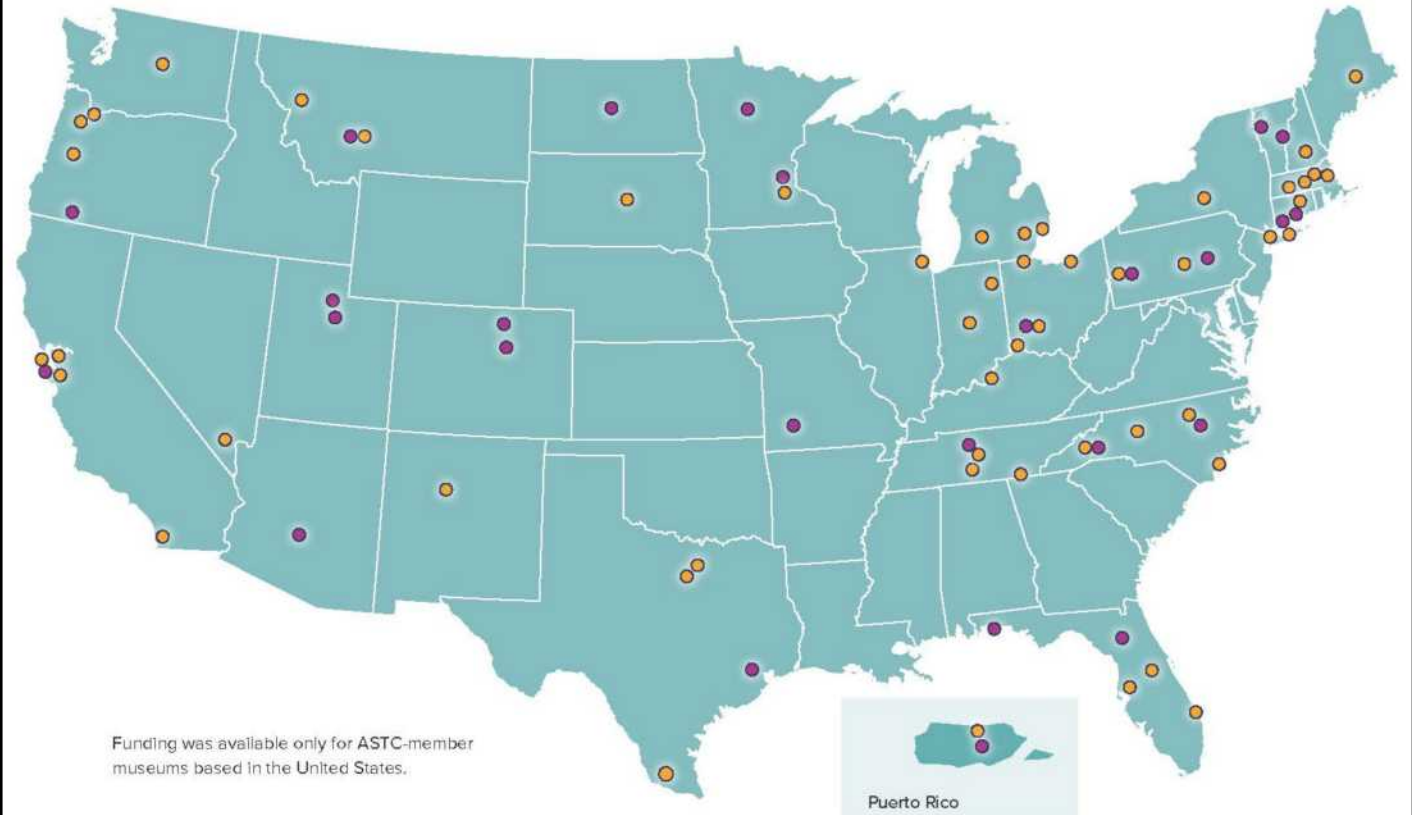 Funding was available only for ASTC-member
museums based in the United States.
Puerto Rico